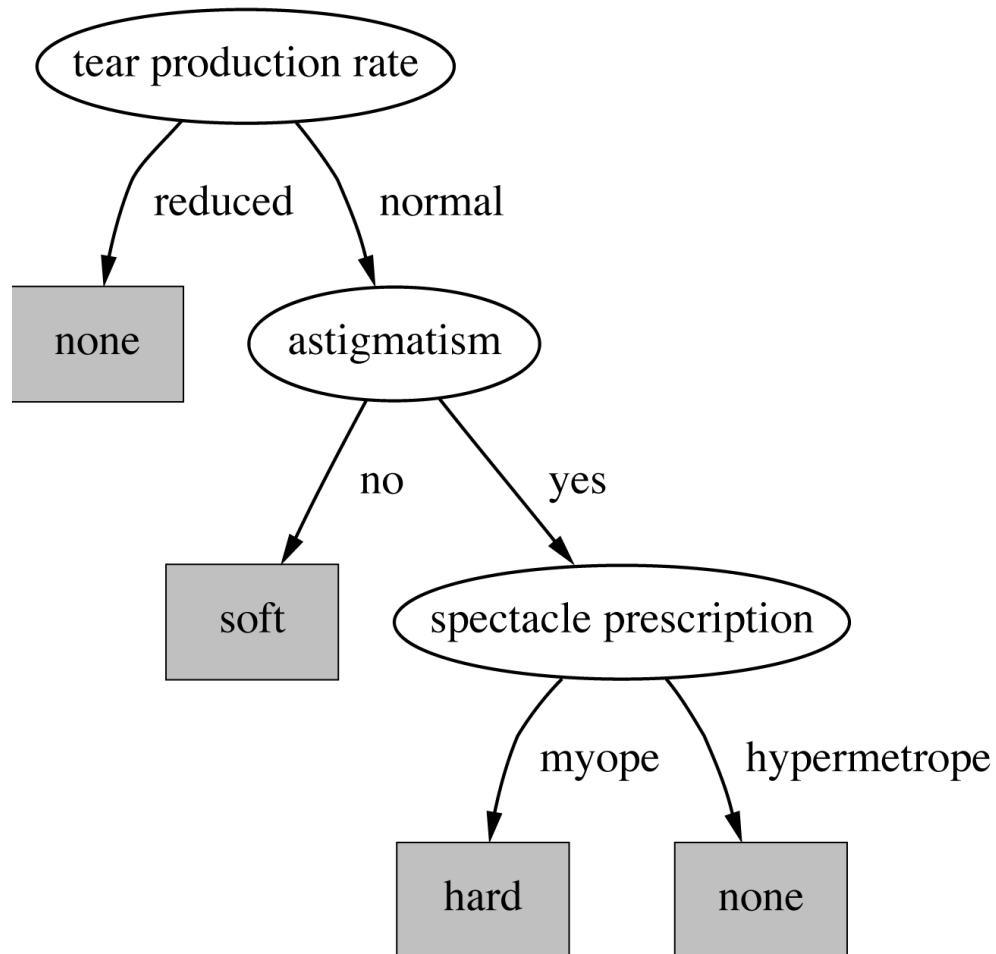 tear production rate
reduced
normal
none
astigmatism
no
yes
soft
spectacle prescription
myope
hypermetrope
hard
none